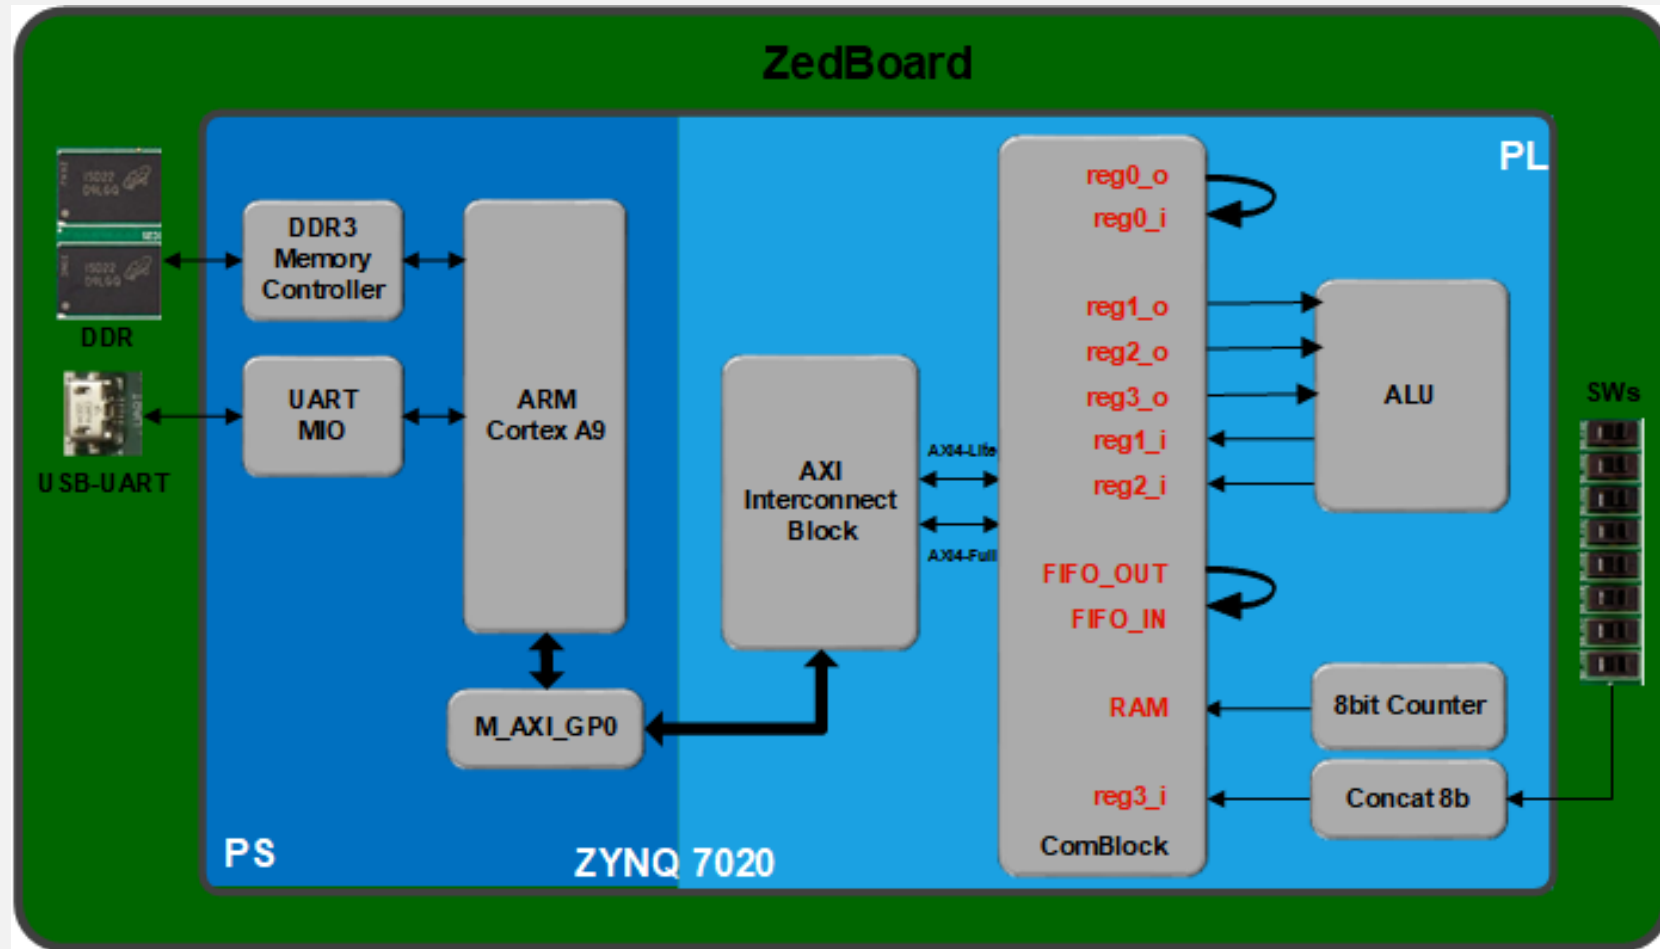 ZedBoard
PL
reg0_o
reg0_i
DDR3
Memory
Controller
DDR
reg1_o
reg2_o
reg3_o
reg1_i
reg2_i
ALU
SWs
UART
MIO
ARM
Cortex A9
USB-UART
AXI4-Lite
AXI
Interconnect
Block
AXI4-Full
FIFO_OUT
FIFO_IN
RAM
8bit Counter
M_AXI_GP0
reg3_i
Concat 8b
ComBlock
PS
ZYNQ 7020